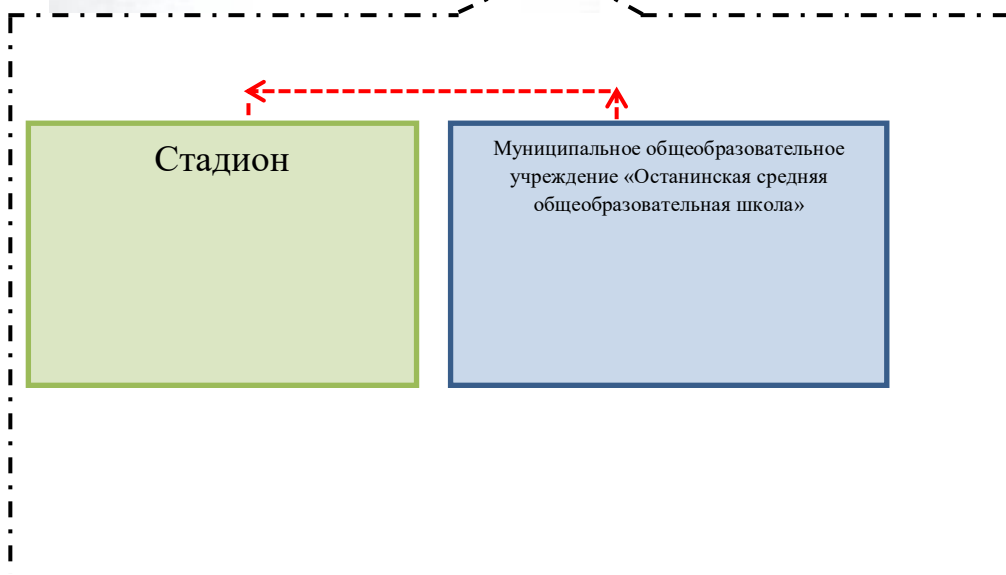 Стадион
Муниципальное общеобразовательное
учреждение «Останинская средняя
общеобразовательная школа»